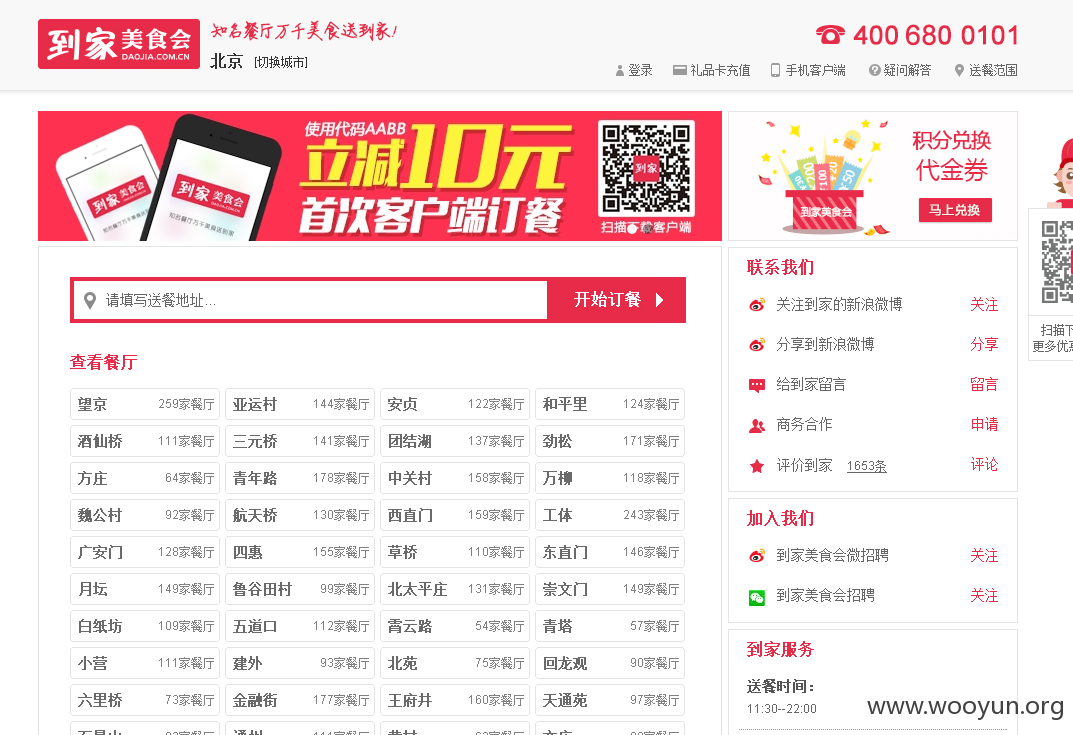 到家 美食会
DAOJIA.COM.CN
知名餐厅万千美食送到家!
北京 [切换城市]
400 680 0101
登录 礼品卡充值 手机客户端 疑问解答 送餐范围
使用代码AABB
立减10元
首次客户端订餐
到家
扫描下载客户端
到家美食会
到家美食会
知名餐厅万千美食送到家
积分兑换
代金券
马上兑换
到家美食会
请填写送餐地址...
开始订餐
查看餐厅
望京 259家餐厅 亚运村 144家餐厅 安贞 122家餐厅 和平里 124家餐厅
酒仙桥 111家餐厅 三元桥 141家餐厅 团结湖 137家餐厅 劲松 171家餐厅
方庄 64家餐厅 青年路 178家餐厅 中关村 158家餐厅 万柳 118家餐厅
魏公村 92家餐厅 航天桥 130家餐厅 西直门 159家餐厅 工体 243家餐厅
广安门 128家餐厅 四惠 155家餐厅 草桥 110家餐厅 东直门 146家餐厅
月坛 149家餐厅 鲁谷田村 99家餐厅 北太平庄 131家餐厅 崇文门 149家餐厅
白纸坊 109家餐厅 五道口 112家餐厅 霄云路 54家餐厅 青塔 57家餐厅
小营 111家餐厅 建外 93家餐厅 北苑 75家餐厅 回龙观 90家餐厅
六里桥 73家餐厅 金融街 177家餐厅 王府井 160家餐厅 天通苑 97家餐厅
联系我们
关注到家的新浪微博 关注
分享到新浪微博 分享
给到家留言 留言
商务合作 申请
评价到家 1653条 评论
加入我们
到家美食会微招聘 关注
到家美食会招聘 关注
到家服务
送餐时间：
11:30--22:00
扫描下
更多优惠
www.wooyun.org